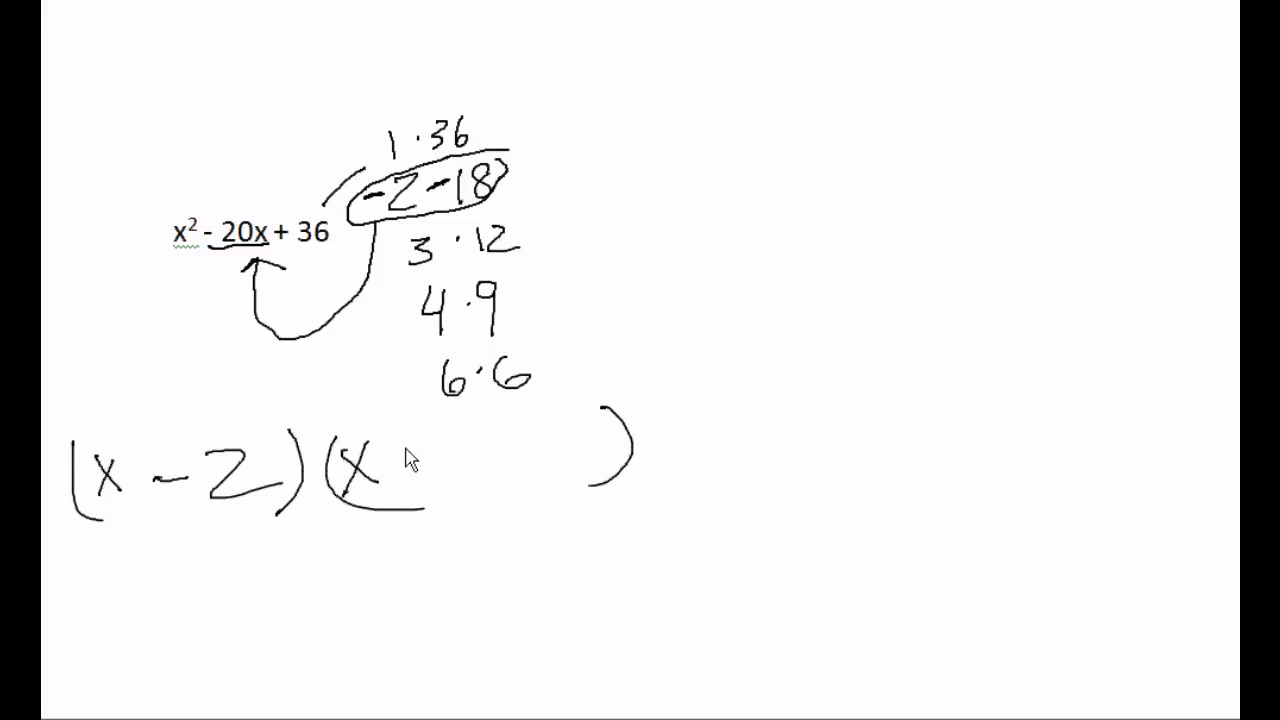 1 · 36
-2 -18
x² - 20x + 36
3 · 12
4 · 9
6 · 6
(x - 2)(x )